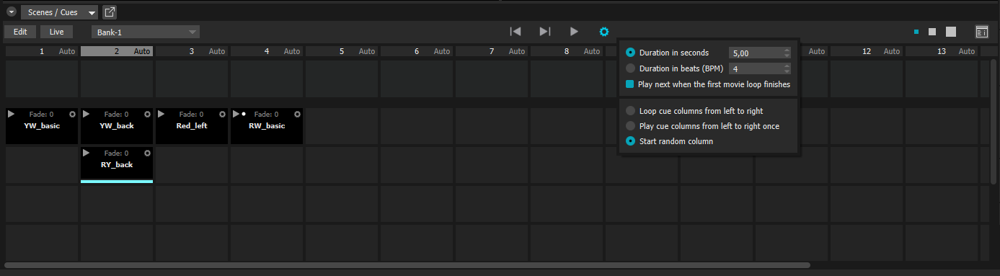 Scenes / Cues
Edit Live Bank-1
1 Auto 2 Auto 3 Auto 4 Auto 5 Auto 6 Auto 7 Auto 8 Auto 12 Auto 13 Auto
Duration in seconds 5,00
Duration in beats (BPM) 4
Play next when the first movie loop finishes
Loop cue columns from left to right
Play cue columns from left to right once
Start random column
Fade: 0 Fade: 0 Fade: 0 Fade: 0
YW_basic YW_back Red_left RW_basic
Fade: 0
RY_back